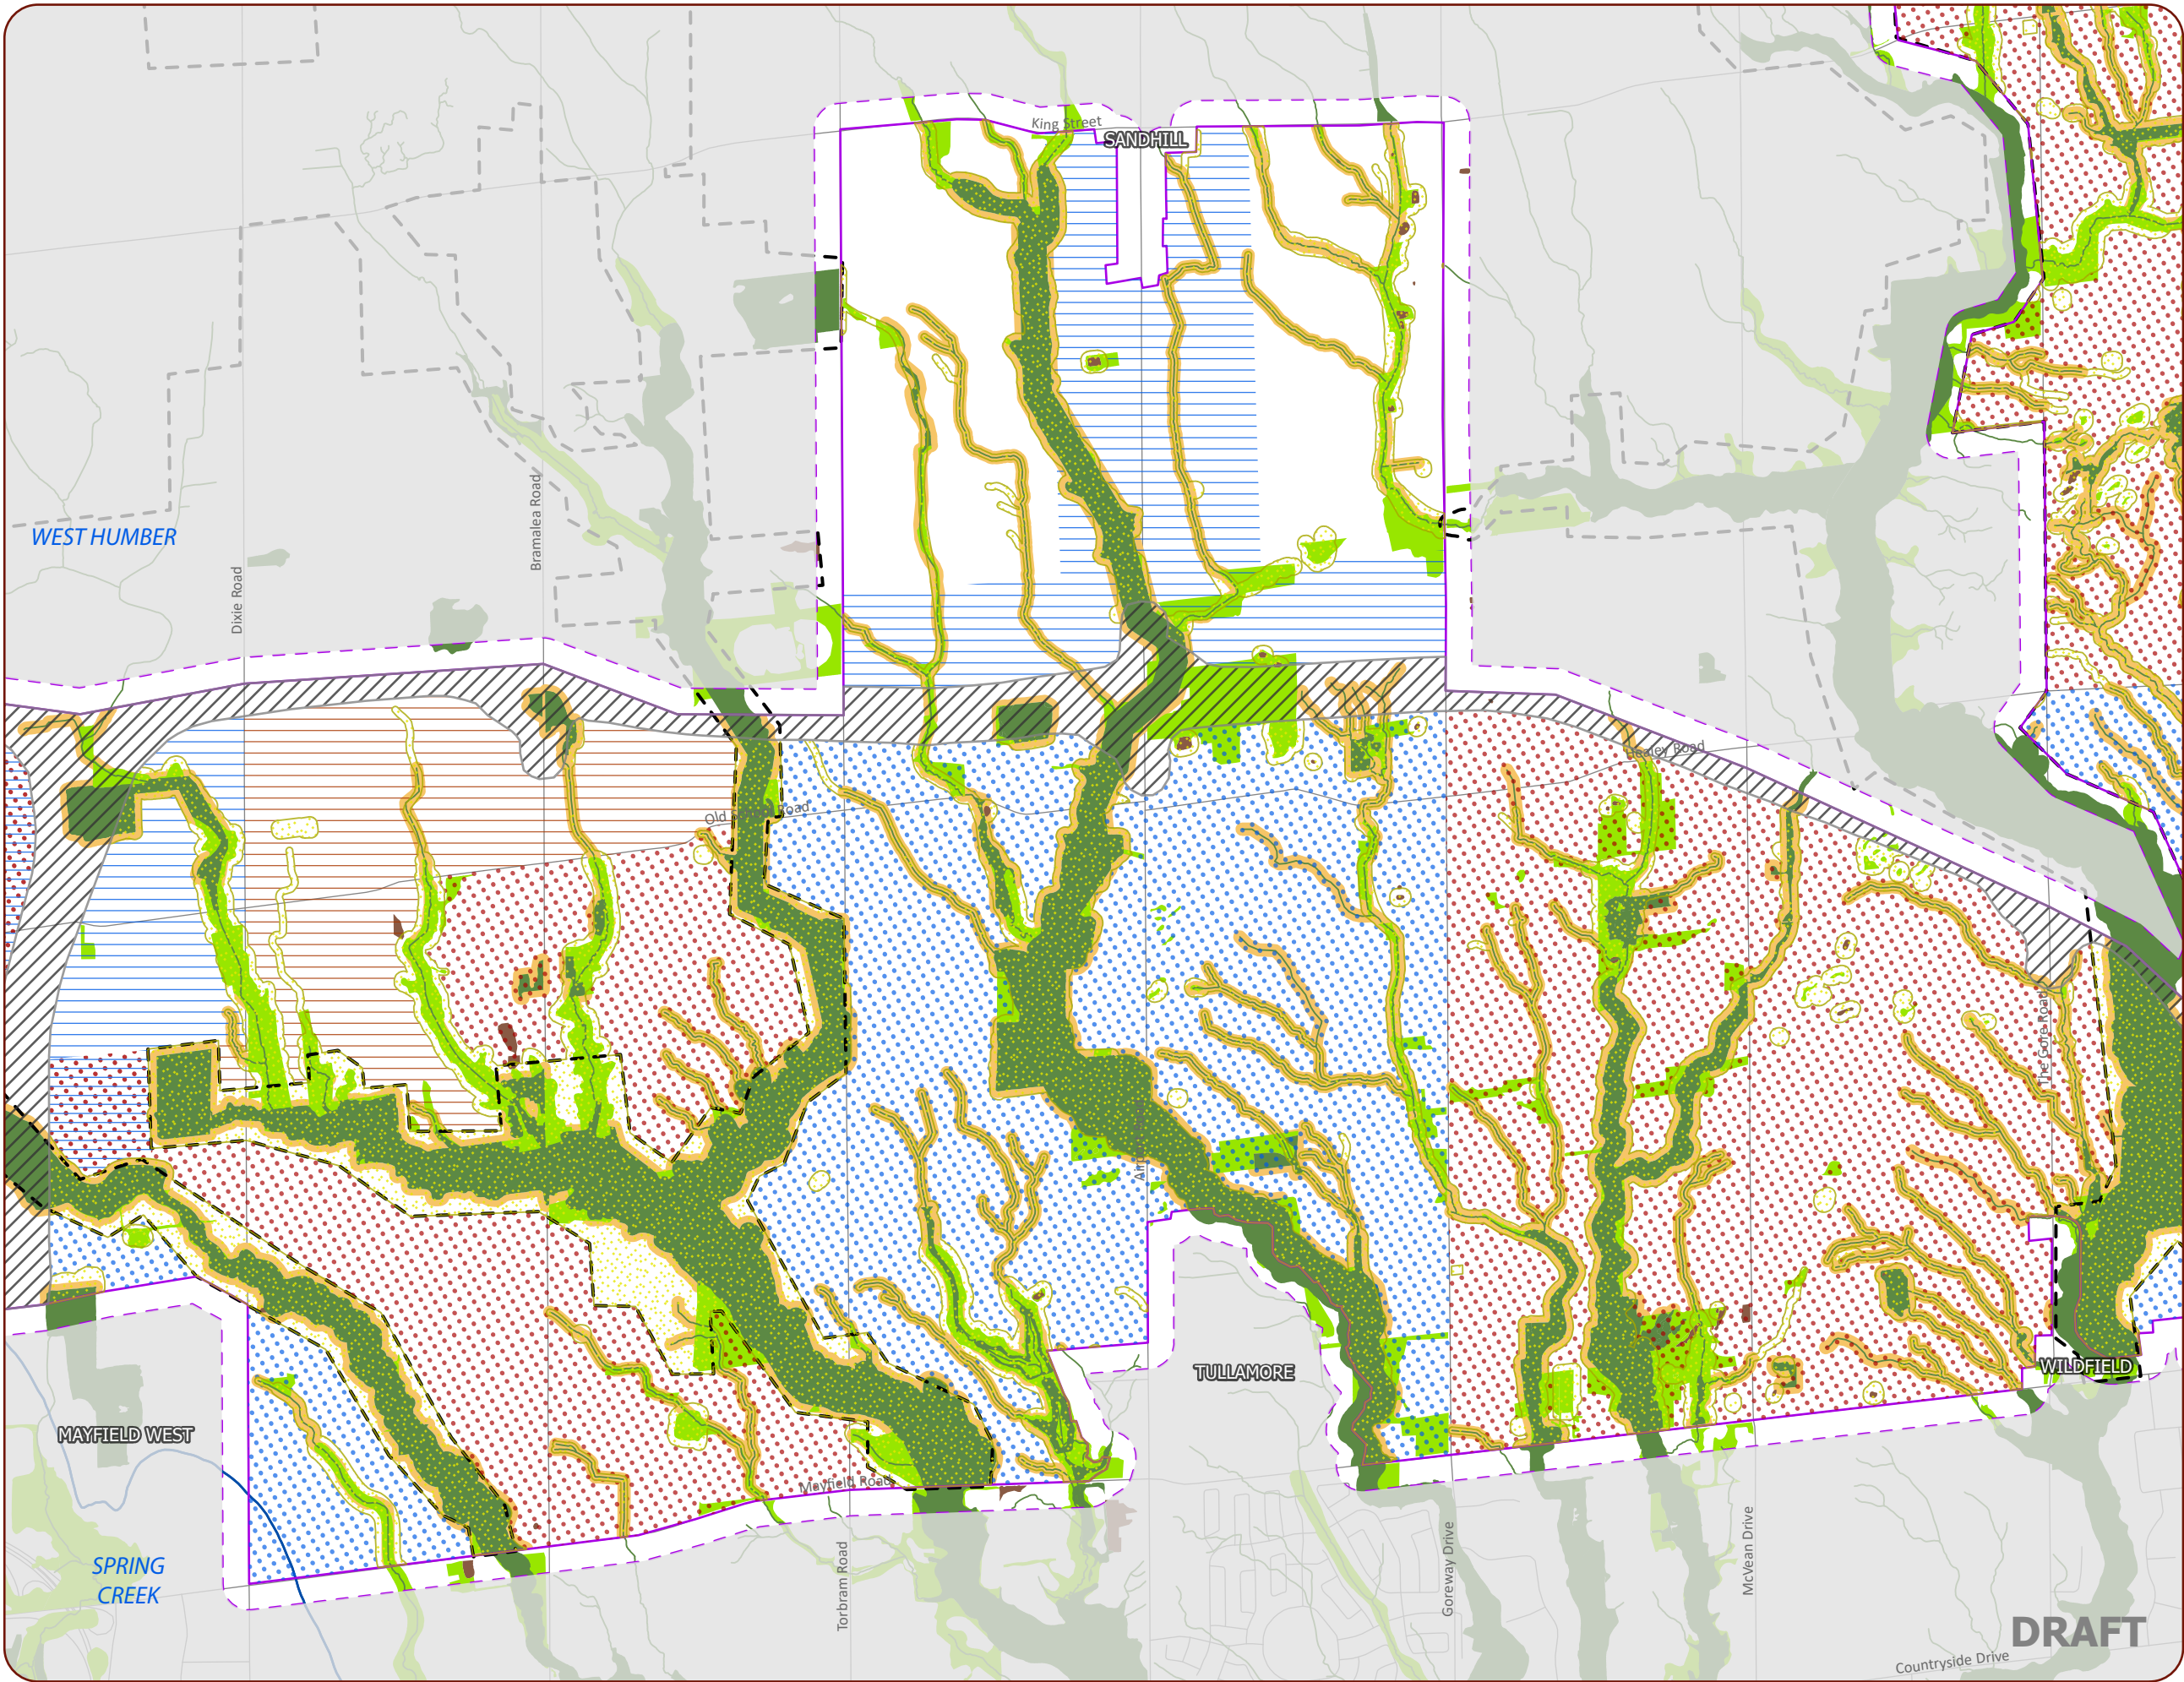 King Street
SANDHILL
WEST HUMBER
Bramalea Road
Dixie Road
Healey Road
Old Road
The Gore Road
TULLAMORE
WILDFIELD
MAYFIELD WEST
Mayfield Road
SPRING
CREEK
Torbram Road
Goreway Drive
McVean Drive
DRAFT
Countryside Drive